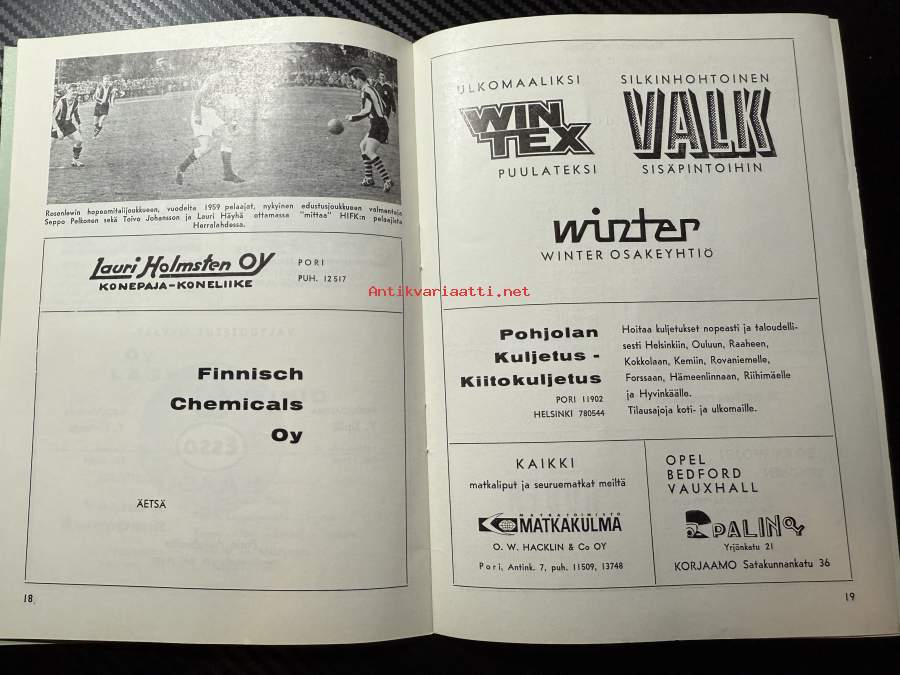 Rosenlewin hopeamitalijoukkueen, vuodelta 1959 pelaajat, nykyinen edustusjoukkueen valmentaja
Seppo Pelkonen sekä Toivo Johansson ja Lauri Häyhä ottamassa "mittaa" HIFK:n pelaajista
Herralahdessa.
Lauri Holmsten OY
KONEPAJA-KONELIIKE
PORI
PUH. 12517
Finnisch
Chemicals
Oy
ÄETSÄ
18
ULKOMAALIKSI
WIN
TEX
PUULATEKSI
SILKINHOHTOINEN
VALK
SISÄPINTOIHIN
winter
WINTER OSAKEYHTIÖ
Antikvariaatti.net
Pohjolan
Kuljetus -
Kiitokuljetus
PORI 11902
HELSINKI 780544
Hoitaa kuljetukset nopeasti ja taloudelli-
sesti Helsinkiin, Ouluun, Raaheen,
Kokkolaan, Kemiin, Rovaniemelle,
Forssaan, Hämeenlinnaan, Riihimäelle
ja Hyvinkäälle.
Tilausajoja koti- ja ulkomaille.
KAIKKI
matkaliput ja seuruematkat meiltä
MATKATOIMISTO
MATKAKULMA
O. W. HACKLIN & Co OY
Pori, Antink. 7, puh. 11509, 13748
OPEL
BEDFORD
VAUXHALL
PALIN OY
Yrjönkatu 21
KORJAAMO Satakunnankatu 36
19